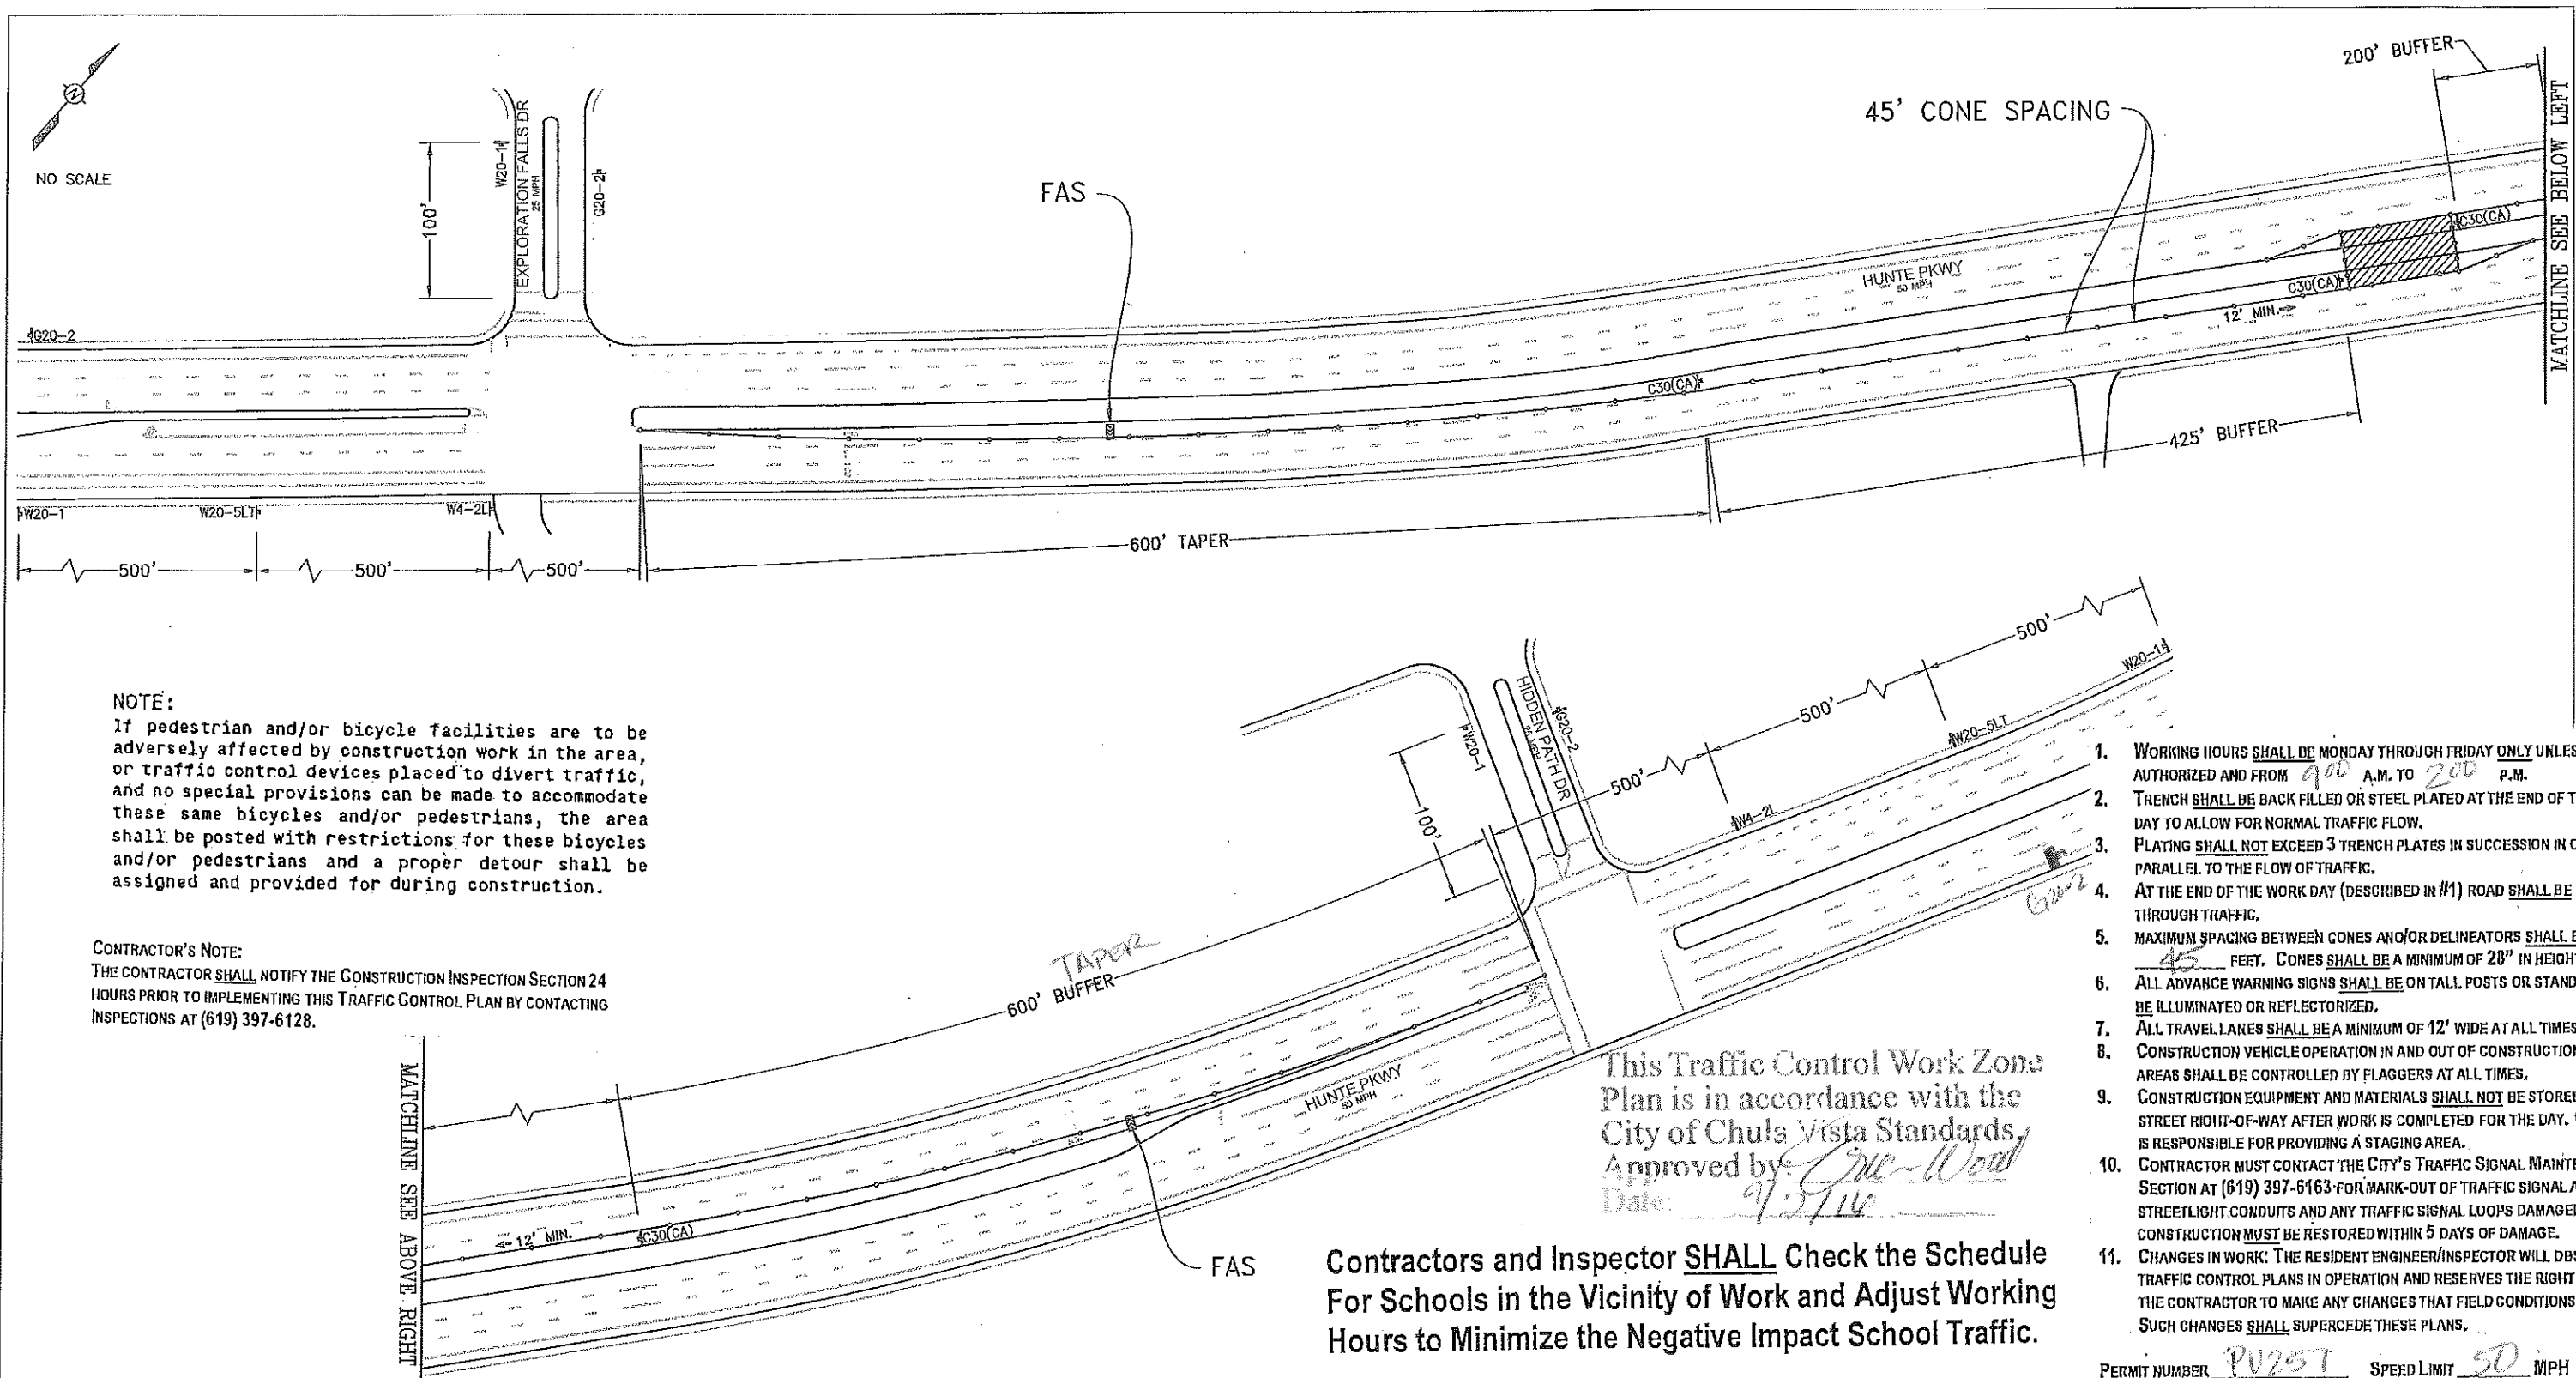 200' BUFFER
45' CONE SPACING
FAS
NO SCALE
100'
W20-1
EXPLORATION FALLS DR
25 MPH
G20-2
G20-2
HUNTE PKWY
50 MPH
C30(CA)
C30(CA)
12' MIN.
C30(CA)
MATCHLINE SEE BELOW LEFT
425' BUFFER
W20-1
W20-5LT
W4-2L
500'
500'
500'
600' TAPER
NOTE:
If pedestrian and/or bicycle facilities are to be
adversely affected by construction work in the area,
or traffic control devices placed to divert traffic,
and no special provisions can be made to accommodate
these same bicycles and/or pedestrians, the area
shall be posted with restrictions for these bicycles
and/or pedestrians and a proper detour shall be
assigned and provided for during construction.
CONTRACTOR'S NOTE:
THE CONTRACTOR SHALL NOTIFY THE CONSTRUCTION INSPECTION SECTION 24
HOURS PRIOR TO IMPLEMENTING THIS TRAFFIC CONTROL PLAN BY CONTACTING
INSPECTIONS AT (619) 397-6128.
500'
500'
500'
W20-1
W20-5LT
W4-2L
G20-2
HIDDEN PATH DR
25 MPH
W20-1
100'
TAPER
600' BUFFER
HUNTE PKWY
50 MPH
12' MIN.
C30(CA)
FAS
MATCHLINE SEE ABOVE RIGHT
G20-2
This Traffic Control Work Zone
Plan is in accordance with the
City of Chula Vista Standards,
Approved by:
Date: 9/2/16
Contractors and Inspector SHALL Check the Schedule
For Schools in the Vicinity of Work and Adjust Working
Hours to Minimize the Negative Impact School Traffic.
1. WORKING HOURS SHALL BE MONDAY THROUGH FRIDAY ONLY UNLES
AUTHORIZED AND FROM 900 A.M. TO 200 P.M.
2. TRENCH SHALL BE BACK FILLED OR STEEL PLATED AT THE END OF T
DAY TO ALLOW FOR NORMAL TRAFFIC FLOW.
3. PLATING SHALL NOT EXCEED 3 TRENCH PLATES IN SUCCESSION IN
PARALLEL TO THE FLOW OF TRAFFIC.
4. AT THE END OF THE WORK DAY (DESCRIBED IN #1) ROAD SHALL BE
THROUGH TRAFFIC.
5. MAXIMUM SPACING BETWEEN CONES AND/OR DELINEATORS SHALL
45 FEET. CONES SHALL BE A MINIMUM OF 28" IN HEIGH
6. ALL ADVANCE WARNING SIGNS SHALL BE ON TALL POSTS OR STAND
BE ILLUMINATED OR REFLECTORIZED.
7. ALL TRAVEL LANES SHALL BE A MINIMUM OF 12' WIDE AT ALL TIMES
8. CONSTRUCTION VEHICLE OPERATION IN AND OUT OF CONSTRUCTION
AREAS SHALL BE CONTROLLED BY FLAGGERS AT ALL TIMES.
9. CONSTRUCTION EQUIPMENT AND MATERIALS SHALL NOT BE STORE
STREET RIGHT-OF-WAY AFTER WORK IS COMPLETED FOR THE DAY.
IS RESPONSIBLE FOR PROVIDING A STAGING AREA.
10. CONTRACTOR MUST CONTACT THE CITY'S TRAFFIC SIGNAL MAINTE
SECTION AT (619) 397-6163 FOR MARK-OUT OF TRAFFIC SIGNAL A
STREETLIGHT CONDUITS AND ANY TRAFFIC SIGNAL LOOPS DAMAGE
CONSTRUCTION MUST BE RESTORED WITHIN 5 DAYS OF DAMAGE.
11. CHANGES IN WORK: THE RESIDENT ENGINEER/INSPECTOR WILL OBS
TRAFFIC CONTROL PLANS IN OPERATION AND RESERVES THE RIGHT
THE CONTRACTOR TO MAKE ANY CHANGES THAT FIELD CONDITIONS
SUCH CHANGES SHALL SUPERCEDE THESE PLANS.
PERMIT NUMBER PV257 SPEED LIMIT 50 MPH